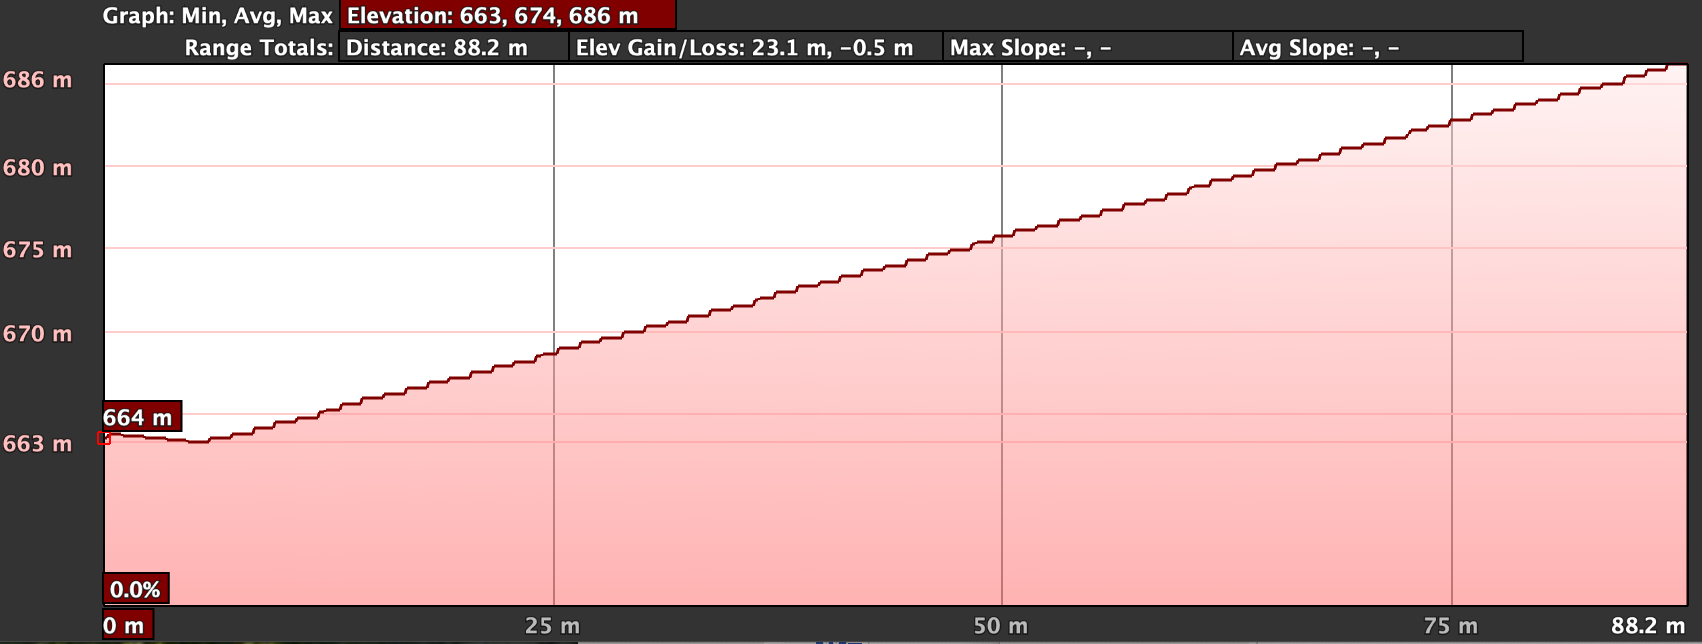 Graph: Min, Avg, Max Elevation: 663, 674, 686 m
Range Totals: Distance: 88.2 m Elev Gain/Loss: 23.1 m, -0.5 m Max Slope: -, - Avg Slope: -, -
686 m
680 m
675 m
670 m
664 m
663 m
0.0%
0 m 25 m 50 m 75 m 88.2 m